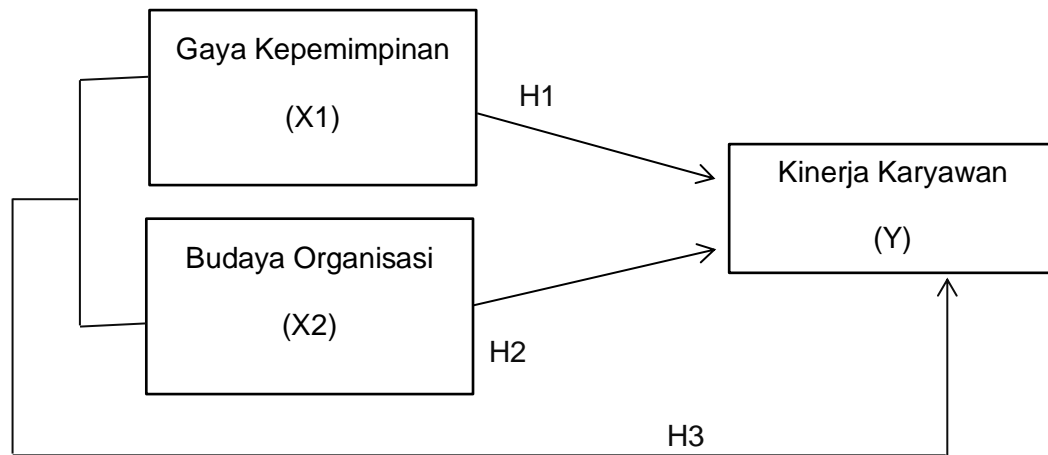 Gaya Kepemimpinan
(X1)
H1
Kinerja Karyawan
(Y)
Budaya Organisasi
(X2)
H2
H3